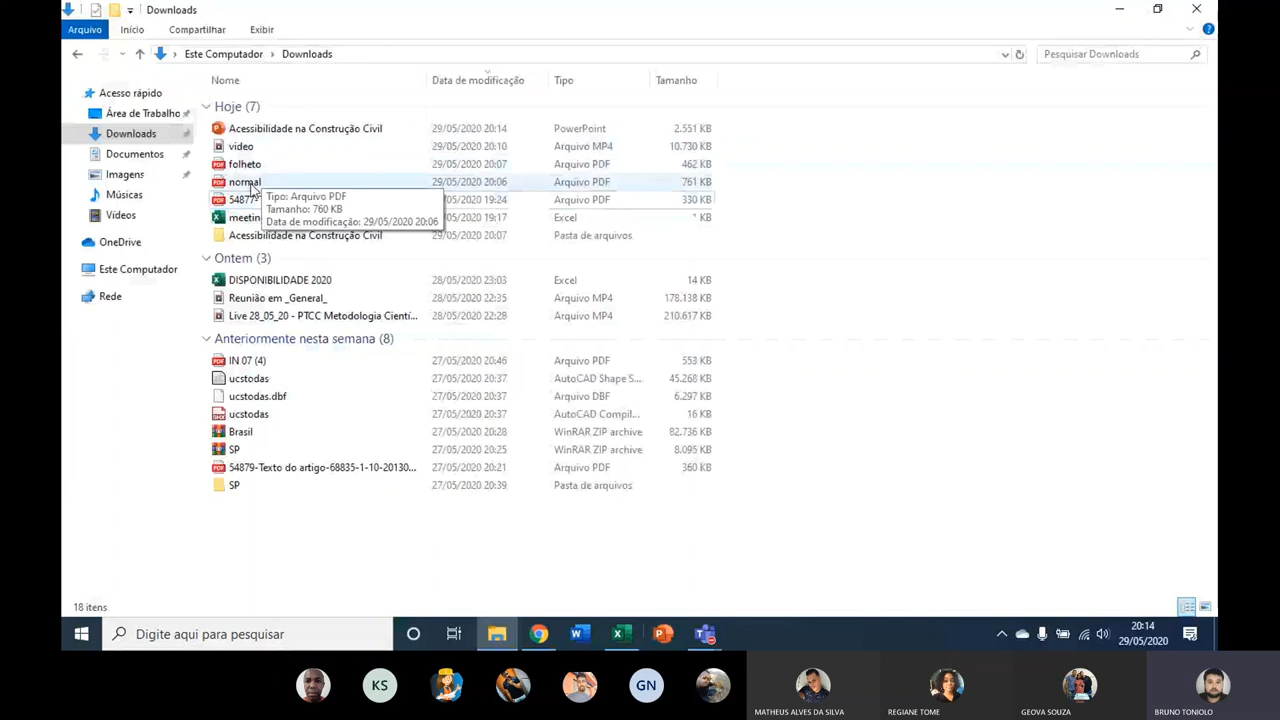 Downloads
Arquivo Início Compartilhar Exibir
Este Computador Downloads Pesquisar Downloads
Nome Data de modificação Tipo Tamanho
Acesso rápido
Área de Trabalho
Downloads
Documentos
Imagens
Músicas
Vídeos
OneDrive
Este Computador
Rede
Hoje (7)
Acessibilidade na Construção Civil 29/05/2020 20:14 PowerPoint 2.551 KB
video 29/05/2020 20:10 Arquivo MP4 10.730 KB
folheto 29/05/2020 20:07 Arquivo PDF 462 KB
normal 29/05/2020 20:06 Arquivo PDF 761 KB
29/05/2020 19:24 Arquivo PDF 330 KB
29/05/2020 19:17 Excel 1 KB
Acessibilidade na Construção Civil 29/05/2020 20:07 Pasta de arquivos
Tipo: Arquivo PDF
Tamanho: 760 KB
Data de modificação: 29/05/2020 20:06
Ontem (3)
DISPONIBILIDADE 2020 28/05/2020 23:03 Excel 14 KB
Reunião em _General_ 28/05/2020 22:35 Arquivo MP4 178.138 KB
Live 28_05_20 - PTCC Metodologia Cientí... 28/05/2020 22:28 Arquivo MP4 210.617 KB
Anteriormente nesta semana (8)
IN 07 (4) 27/05/2020 20:46 Arquivo PDF 553 KB
ucstodas 27/05/2020 20:37 AutoCAD Shape S... 45.268 KB
ucstodas.dbf 27/05/2020 20:37 Arquivo DBF 6.297 KB
ucstodas 27/05/2020 20:37 AutoCAD Compil... 16 KB
Brasil 27/05/2020 20:28 WinRAR ZIP archive 82.736 KB
SP 27/05/2020 20:25 WinRAR ZIP archive 8.095 KB
54879-Texto do artigo-68835-1-10-20130... 27/05/2020 20:21 Arquivo PDF 360 KB
SP 27/05/2020 20:39 Pasta de arquivos
18 itens
Digite aqui para pesquisar
20:14
29/05/2020
KS
GN
MATHEUS ALVES DA SILVA
REGIANE TOME
GEOVA SOUZA
BRUNO TONIOLO